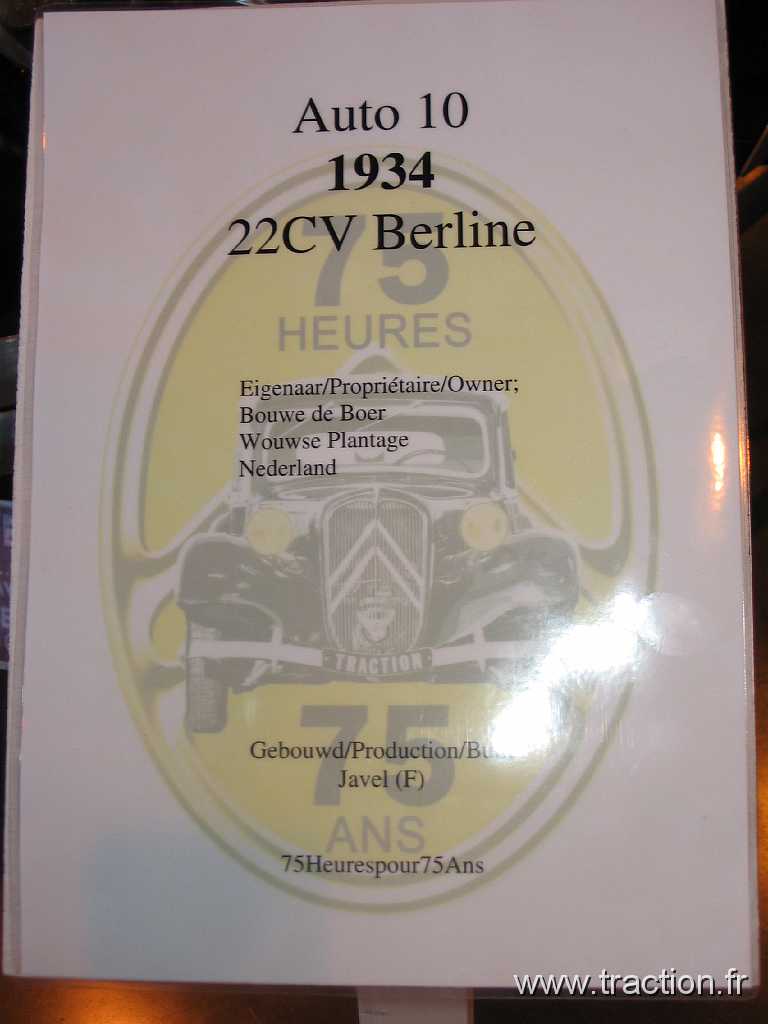 Auto 10
1934
22CV Berline
75
HEURES
Eigenaar/Propriétaire/Owner;
Bouwe de Boer
Wouwse Plantage
Nederland
TRACTION
75
Gebouwd/Production/
Javel (F)
ANS
75Heurespour75Ans
www.traction.fr